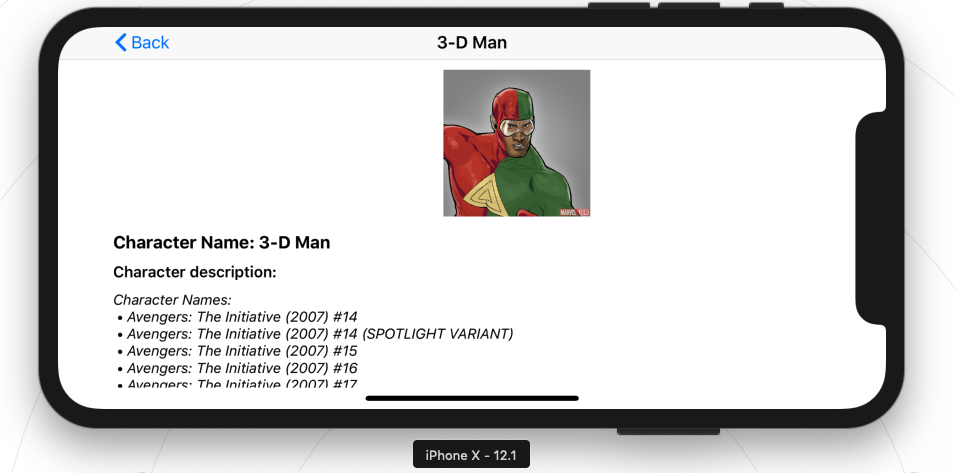 Back
3-D Man
MARVEL
Character Name: 3-D Man
Character description:
Character Names:
• Avengers: The Initiative (2007) #14
• Avengers: The Initiative (2007) #14 (SPOTLIGHT VARIANT)
• Avengers: The Initiative (2007) #15
• Avengers: The Initiative (2007) #16
• Avengers: The Initiative (2007) #17
iPhone X - 12.1